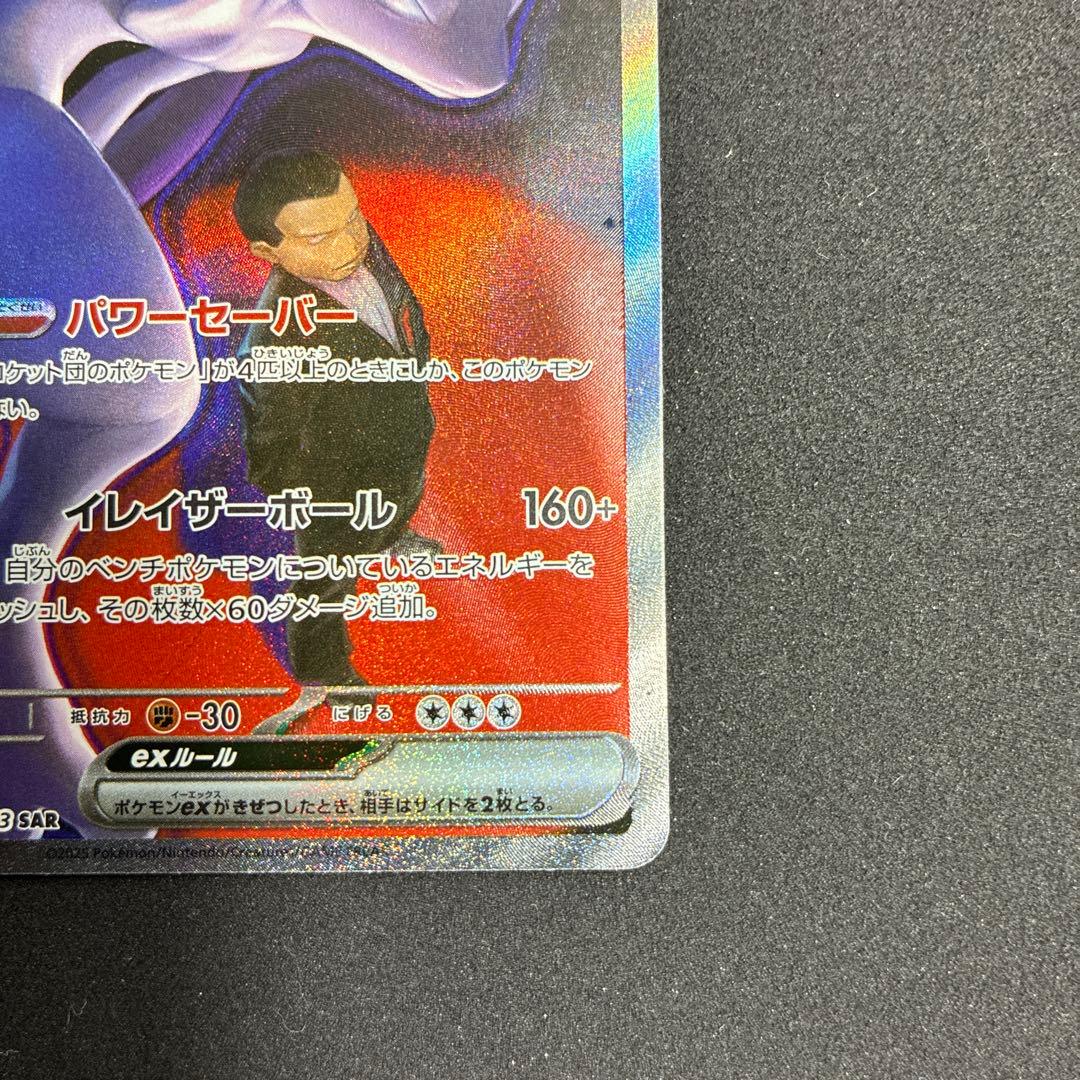 パワーセーバー
ケット団のポケモン」が4匹以上のときにしか、このポケモン
ない。
イレイザーボール 160+
自分のベンチポケモンについているエネルギーを
ッシュし、その枚数×60ダメージ追加。
抵抗力 -30 にげる
exルール
ポケモンexがきぜつしたとき、相手はサイドを2枚とる。
3 SAR
©2025 Pokémon/Nintendo/Creatures